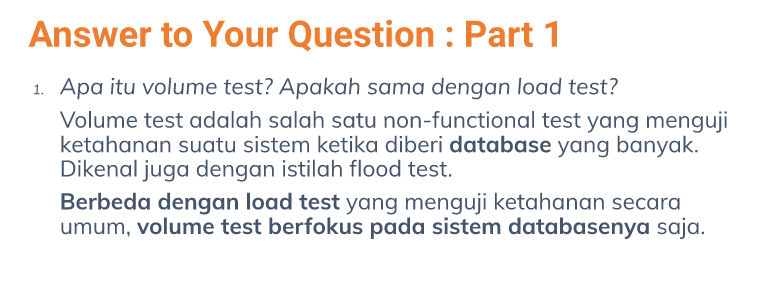 Answer to Your Question : Part 1
1. Apa itu volume test? Apakah sama dengan load test?
Volume test adalah salah satu non-functional test yang menguji
ketahanan suatu sistem ketika diberi database yang banyak.
Dikenal juga dengan istilah flood test.
Berbeda dengan load test yang menguji ketahanan secara
umum, volume test berfokus pada sistem databasenya saja.